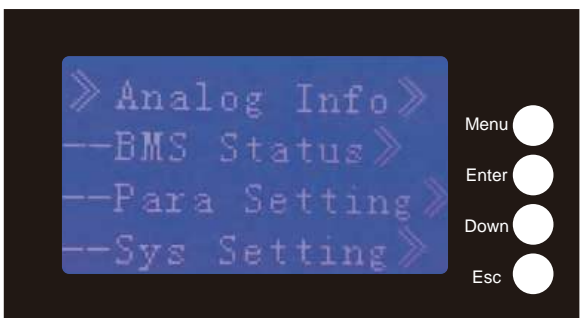 》Analog Info》
--BMS Status》
--Para Setting》
--Sys Setting》
Menu
Enter
Down
Esc